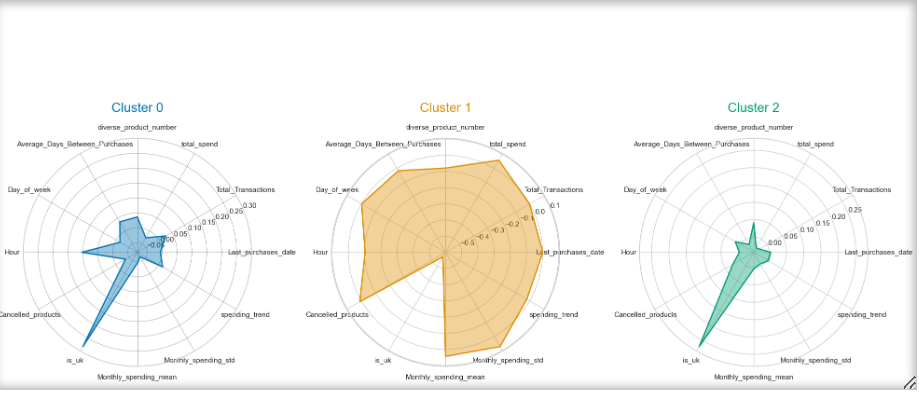 Cluster 0
diverse_product_number
Average_Days_Between_Purchases
total_spend
Day_of_week
Total_Transactions
0.30
0.25
0.20
0.15
0.10
0.05
0.00
Hour
Last_purchases_date
Cancelled_products
spending_trend
is_uk
Monthly_spending_std
Monthly_spending_mean
Cluster 1
diverse_product_number
Average_Days_Between_Purchases
total_spend
Day_of_week
Total_Transactions
0.1
0.0
−0.1
−0.2
−0.3
−0.4
−0.5
Hour
Last_purchases_date
Cancelled_products
spending_trend
is_uk
Monthly_spending_std
Monthly_spending_mean
Cluster 2
diverse_product_number
Average_Days_Between_Purchases
total_spend
Day_of_week
Total_Transactions
0.25
0.20
0.15
0.10
0.05
0.00
Hour
Last_purchases_date
Cancelled_products
spending_trend
is_uk
Monthly_spending_std
Monthly_spending_mean